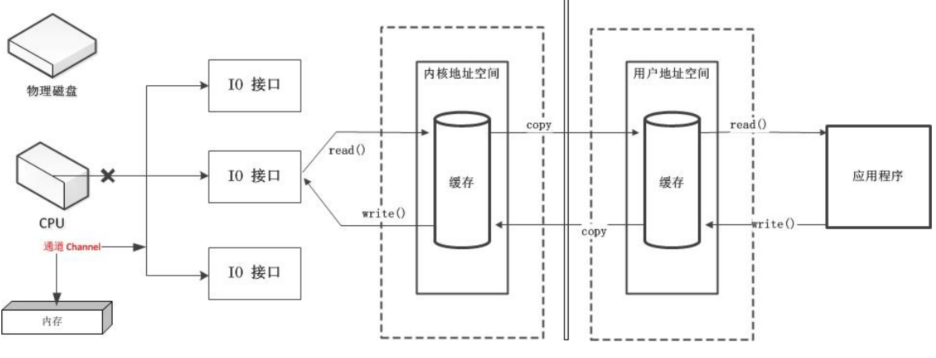 物理磁盘
CPU
通道 Channel
内存
IO 接口
IO 接口
IO 接口
read()
write()
内核地址空间
缓存
copy
copy
用户地址空间
缓存
read()
write()
应用程序